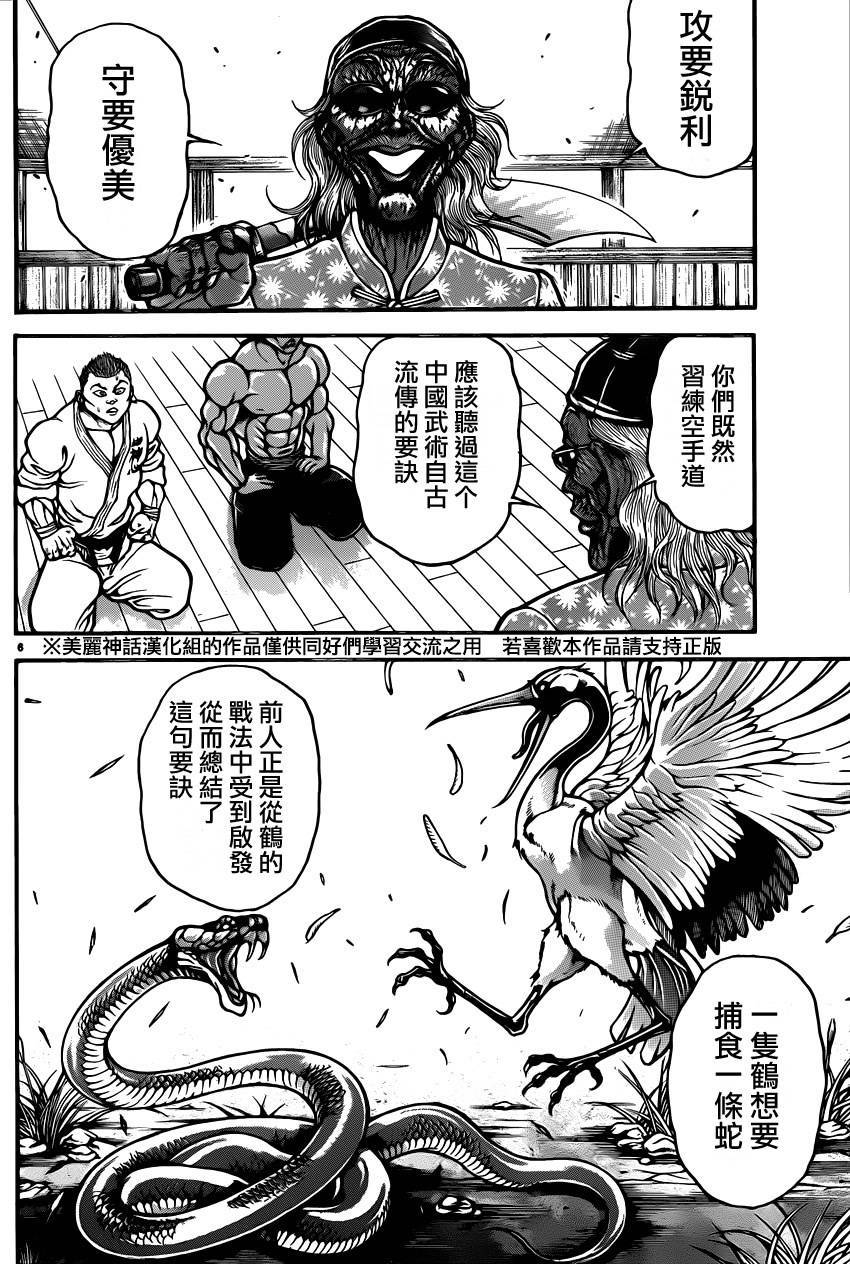 攻要鋭利
守要優美
你們既然
習練空手道
應該聽過這个
中國武術自古
流傳的要訣
6
※美麗神話漢化組的作品僅供同好們學習交流之用　若喜歡本作品請支持正版
一隻鶴想要
捕食一條蛇
前人正是從鶴的
戰法中受到啟發
從而總結了
這句要訣